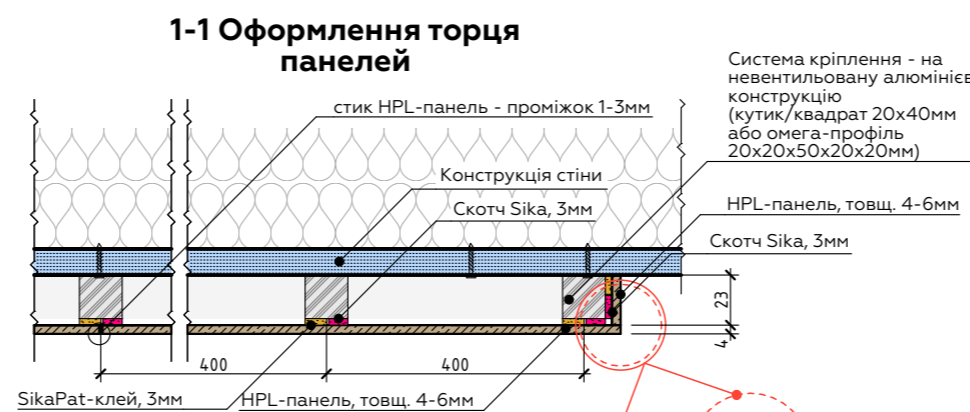 1-1 Оформлення торця
панелей
Система кріплення - на
невентильовану алюмінієв
конструкцію
(кутик/квадрат 20х40мм
або омега-профіль
20х20х50х20х20мм)
стик HPL-панель - проміжок 1-3мм
Конструкція стіни
Скотч Sika, 3мм
HPL-панель, товщ. 4-6мм
Скотч Sika, 3мм
23
4
400
400
SikaPat-клей, 3мм
HPL-панель, товщ. 4-6мм